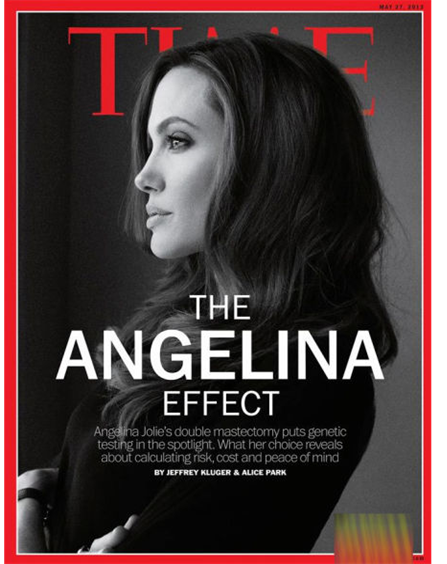 MAY 27, 2013
TIME
THE
ANGELINA
EFFECT
Angelina Jolie's double mastectomy puts genetic
testing in the spotlight. What her choice reveals
about calculating risk, cost and peace of mind
BY JEFFREY KLUGER & ALICE PARK